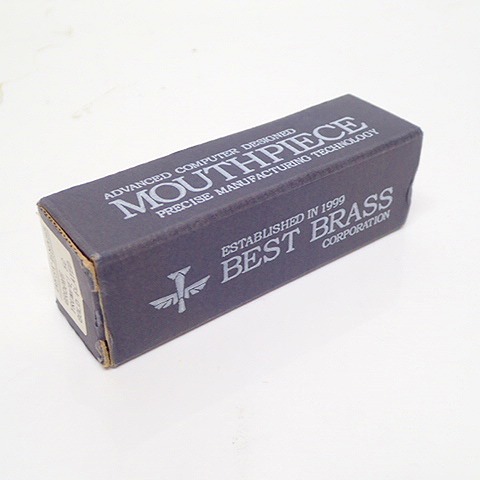 ADVANCED COMPUTER DESIGNED
MOUTHPIECE
PRECISE MANUFACTURING TECHNOLOGY
ESTABLISHED IN 1999
BEST BRASS
CORPORATION